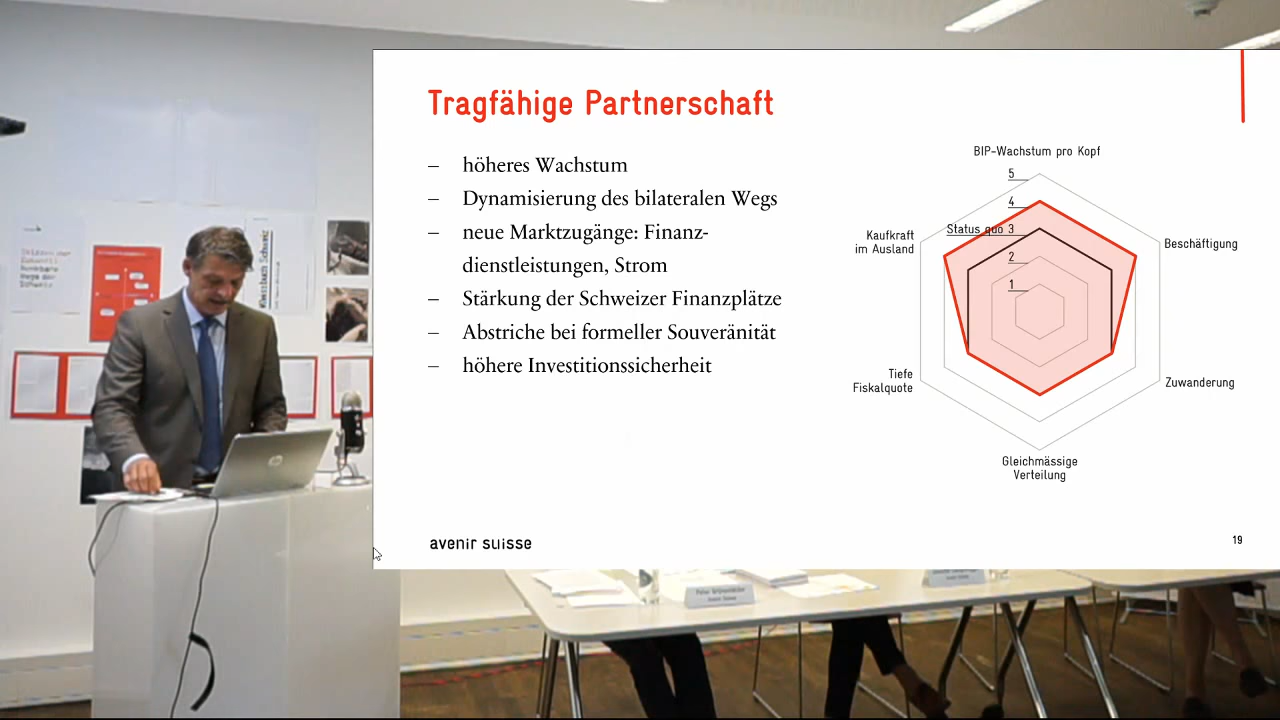 Tragfähige Partnerschaft
– höheres Wachstum
– Dynamisierung des bilateralen Wegs
– neue Marktzugänge: Finanz-
dienstleistungen, Strom
– Stärkung der Schweizer Finanzplätze
– Abstriche bei formeller Souveränität
– höhere Investitionssicherheit
BIP-Wachstum pro Kopf
5
4
Status quo 3
2
1
Kaufkraft
im Ausland
Beschäftigung
Tiefe
Fiskalquote
Zuwanderung
Gleichmässige
Verteilung
avenir suisse
19
hp